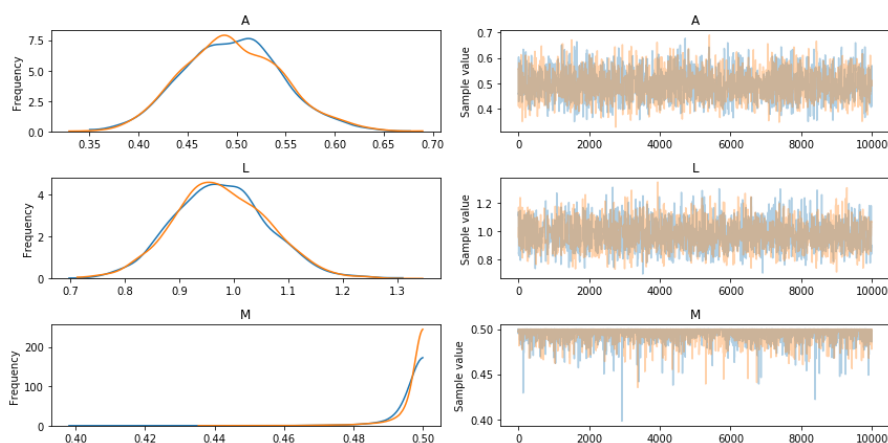 A
A
Frequency
7.5
5.0
2.5
0.0
0.35 0.40 0.45 0.50 0.55 0.60 0.65 0.70
Sample value
0.7
0.6
0.5
0.4
0 2000 4000 6000 8000 10000
L
L
Frequency
4
2
0
0.7 0.8 0.9 1.0 1.1 1.2 1.3
Sample value
1.2
1.0
0.8
0 2000 4000 6000 8000 10000
M
M
Frequency
200
100
0
0.40 0.42 0.44 0.46 0.48 0.50
Sample value
0.50
0.45
0.40
0 2000 4000 6000 8000 10000